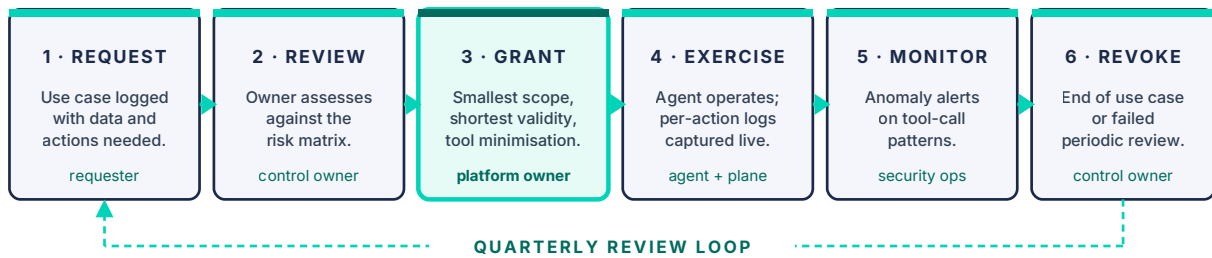 1 · REQUEST
Use case logged
with data and
actions needed.
requester
2 · REVIEW
Owner assesses
against the
risk matrix.
control owner
3 · GRANT
Smallest scope,
shortest validity,
tool minimisation.
platform owner
4 · EXERCISE
Agent operates;
per-action logs
captured live.
agent + plane
5 · MONITOR
Anomaly alerts
on tool-call
patterns.
security ops
6 · REVOKE
End of use case
or failed
periodic review.
control owner
QUARTERLY REVIEW LOOP